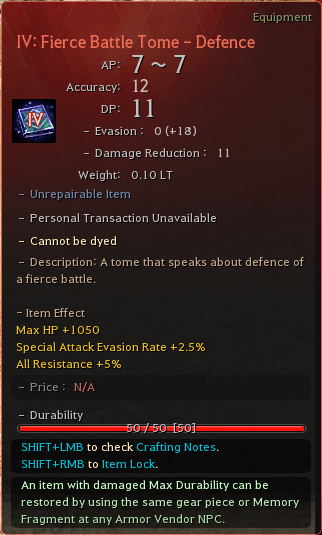 Equipment
IV: Fierce Battle Tome - Defence
AP: 7 ~ 7
Accuracy: 12
DP: 11
IV
- Evasion : 0 (+18)
- Damage Reduction : 11
Weight: 0.10 LT
- Unrepairable Item
- Personal Transaction Unavailable
- Cannot be dyed
- Description: A tome that speaks about defence of
a fierce battle.
- Item Effect
Max HP +1050
Special Attack Evasion Rate +2.5%
All Resistance +5%
- Price : N/A
- Durability
50 / 50 [50]
SHIFT+LMB to check Crafting Notes.
SHIFT+RMB to Item Lock.
An item with damaged Max Durability can be
restored by using the same gear piece or Memory
Fragment at any Armor Vendor NPC.